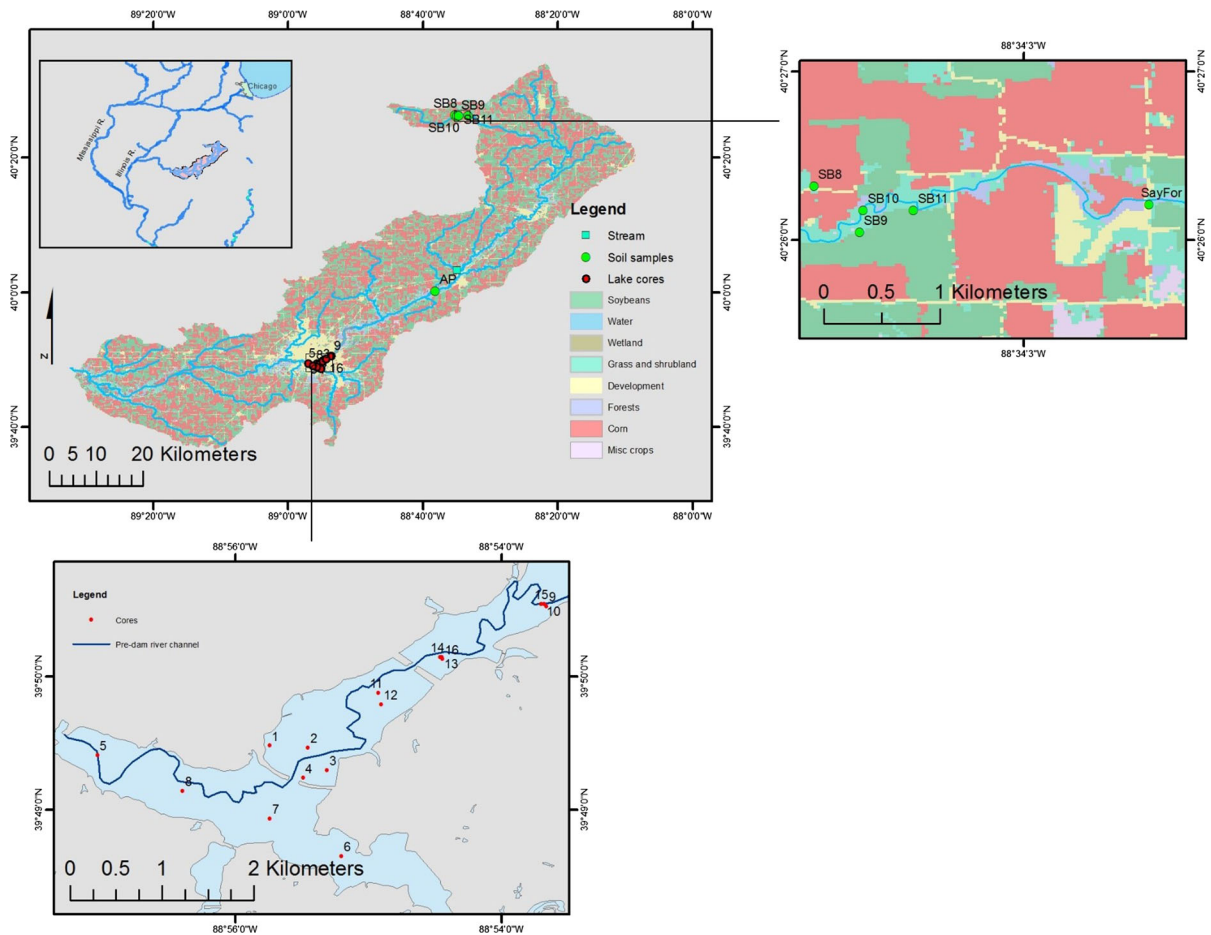 89°20'0"W 89°0'0"W 88°40'0"W 88°20'0"W 88°0'0"W
Chicago
Mississippi R.
Illinois R.
SB8 SB9
SB10 SB11
40°20'0"N 40°20'0"N
Legend
Stream
Soil samples
Lake cores
Soybeans
Water
Wetland
Grass and shrubland
Development
Forests
Corn
Misc crops
AP
40°0'0"N 40°0'0"N
9
5
16
N
39°40'0"N 39°40'0"N
0 5 10 20 Kilometers
89°20'0"W 89°0'0"W 88°40'0"W 88°20'0"W 88°0'0"W
88°34'3"W
40°27'0"N 40°27'0"N
SB8
SB10 SB11 SayFor
SB9
40°26'0"N 40°26'0"N
0 0.5 1 Kilometers
88°34'3"W
88°56'0"W 88°54'0"W
Legend
Cores
Pre-dam river channel
15 9
10
14 16
13
39°50'0"N 39°50'0"N
11
12
1 2
5
3
4
8
7
39°49'0"N 39°49'0"N
6
0 0.5 1 2 Kilometers
88°56'0"W 88°54'0"W